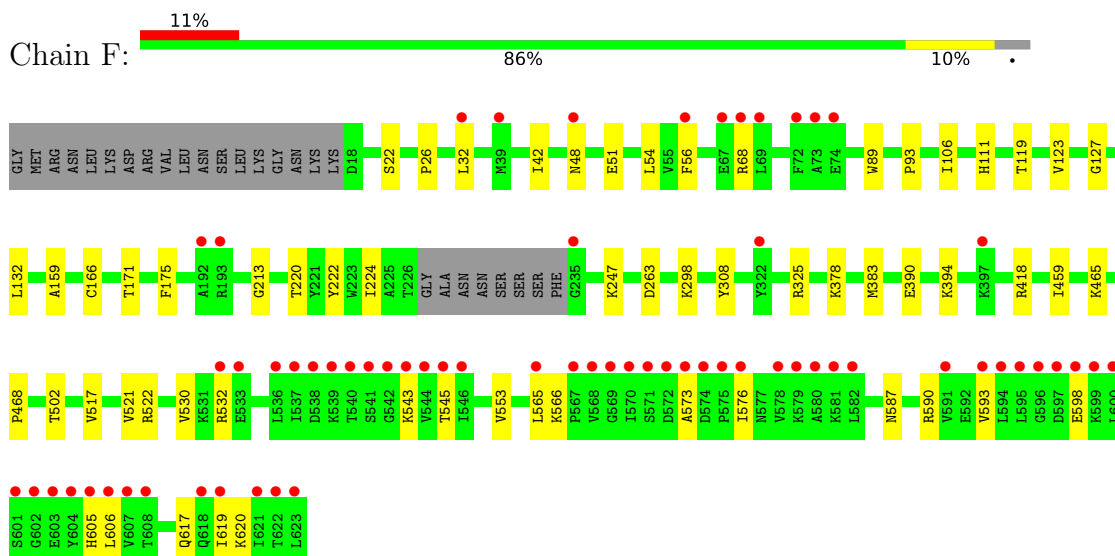 11%
Chain F:
86% 10% •
GLY MET ARG ASN LEU LYS ASP ARG VAL LEU ASN SER LEU LYS GLY ASN LYS LYS D18 S22 P26 L32 M39 I42 N48 E51 L54 V55 F56 E67 R68 L69 F72 A73 E74 W89 P93 I106 H111 T119 V123 G127
L132 A159 C166 T171 F175 A192 R193 G213 T220 Y221 Y222 W223 I224 A225 T226 GLY ALA ASN ASN SER SER SER PHE G235 K247 D263 K298 Y308 Y322 R325 K378 M383 E390 K394 K397 R418 I459 K465
P468 T502 V517 V521 R522 V530 K531 R532 E533 L536 I537 D538 K539 T540 S541 G542 K543 V544 T545 I546 V553 L565 K566 P567 V568 G569 I570 S571 D572 A573 D574 P575 I576 N577 V578 K579 A580 K581 L582 N587 R590 V591 E592 V593 L594 L595 G596 D597 E598 K599 L600
S601 G602 E603 Y604 H605 L606 V607 T608 Q617 Q618 I619 K620 I621 T622 L623